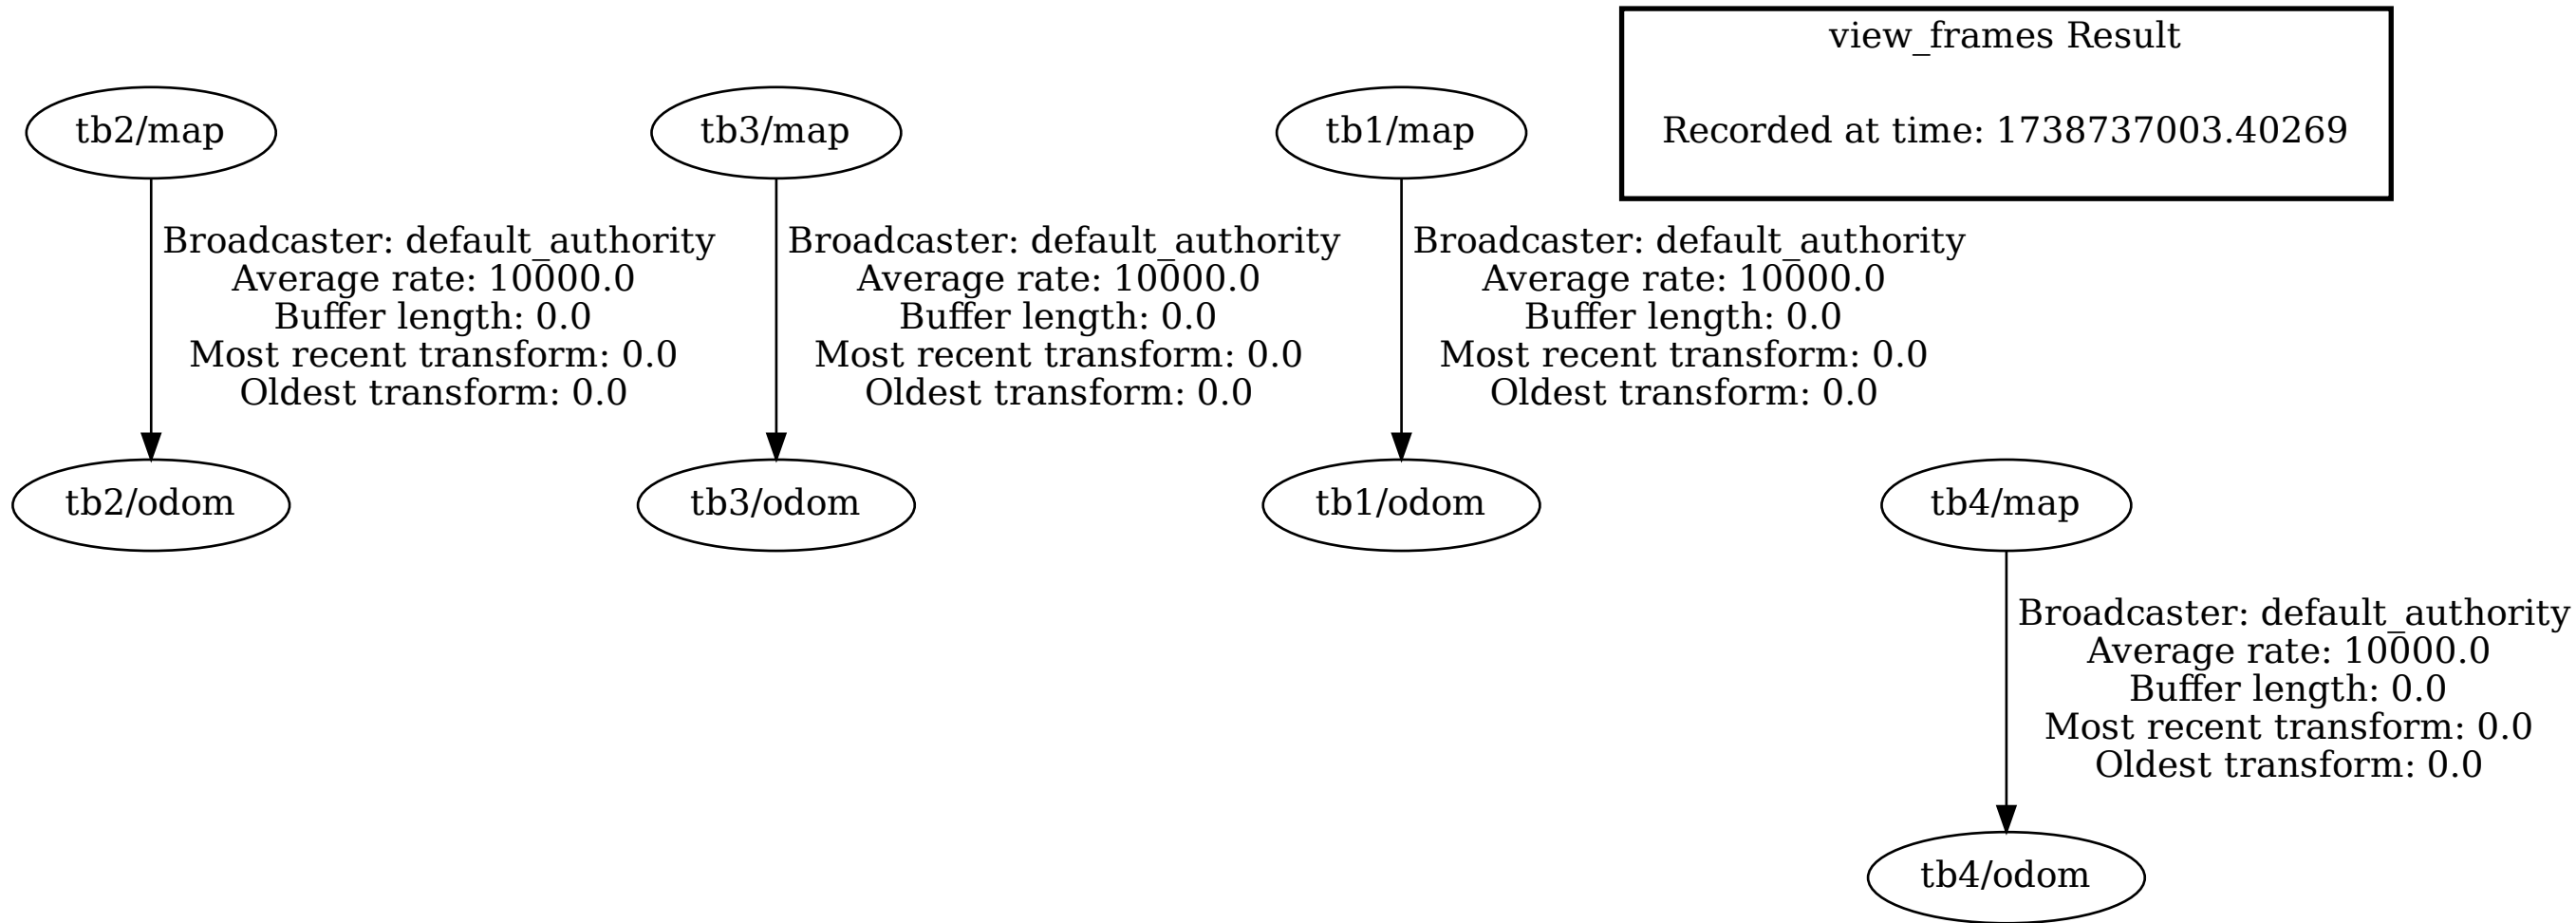 view_frames Result
Recorded at time: 1738737003.40269
tb2/map
Broadcaster: default_authority
Average rate: 10000.0
Buffer length: 0.0
Most recent transform: 0.0
Oldest transform: 0.0
tb2/odom
tb3/map
Broadcaster: default_authority
Average rate: 10000.0
Buffer length: 0.0
Most recent transform: 0.0
Oldest transform: 0.0
tb3/odom
tb1/map
Broadcaster: default_authority
Average rate: 10000.0
Buffer length: 0.0
Most recent transform: 0.0
Oldest transform: 0.0
tb1/odom
tb4/map
Broadcaster: default_authority
Average rate: 10000.0
Buffer length: 0.0
Most recent transform: 0.0
Oldest transform: 0.0
tb4/odom